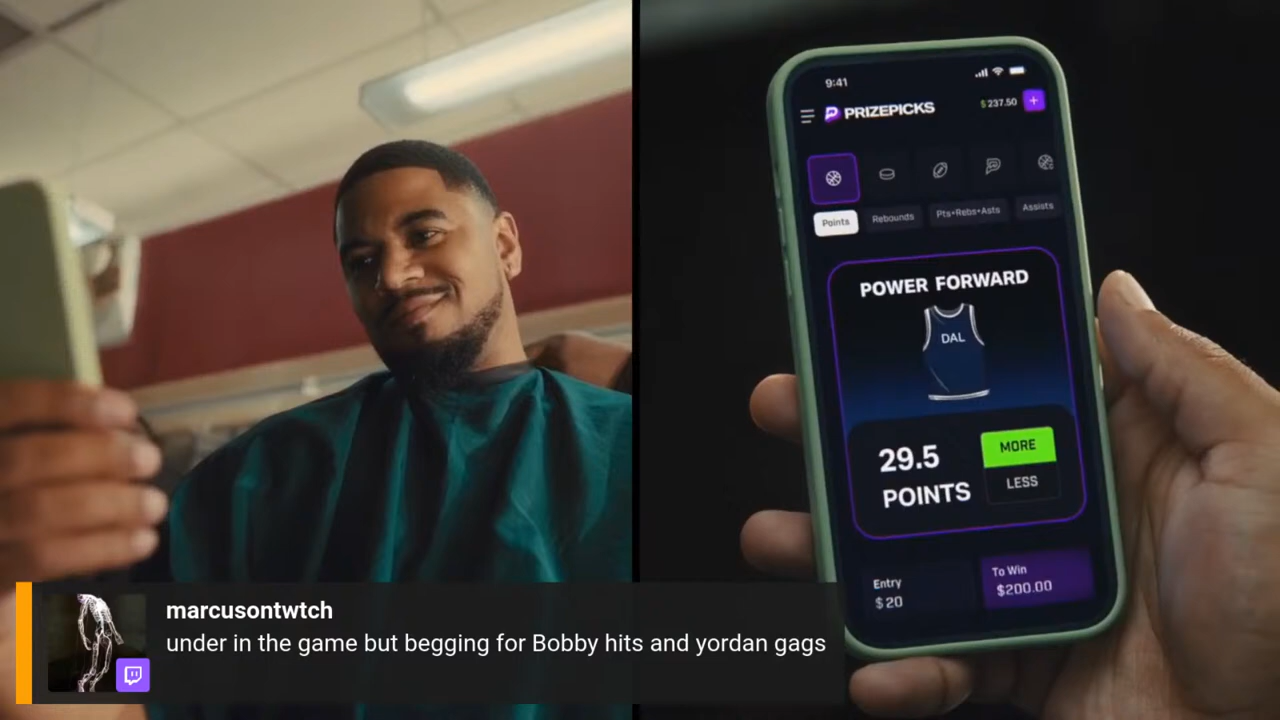 9:41
PRIZEPICKS
$237.50
+
Points
Rebounds
Pts+Rebs+Asts
Assists
POWER FORWARD
DAL
29.5
POINTS
MORE
LESS
Entry
$20
To Win
$200.00
marcusontwtch
under in the game but begging for Bobby hits and yordan gags